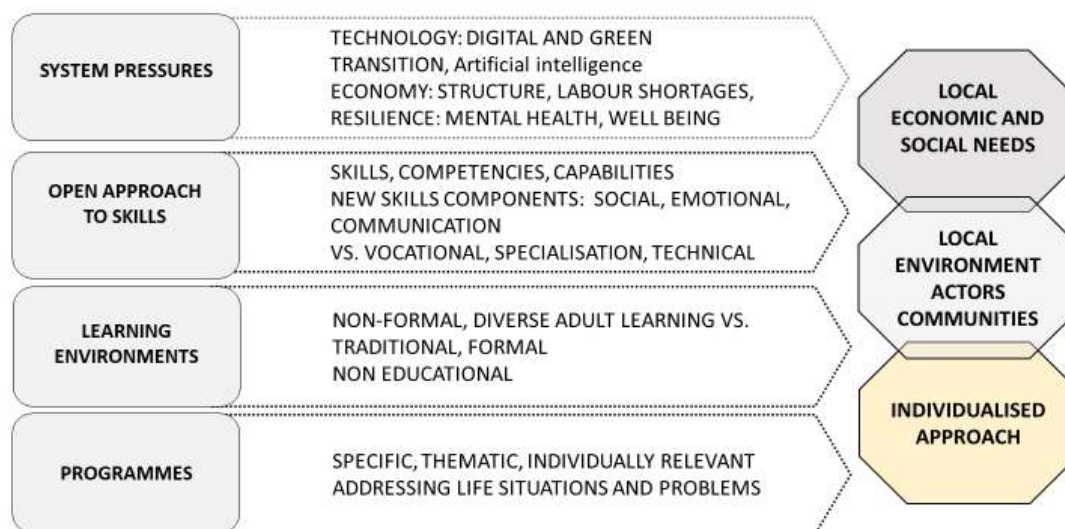 SYSTEM PRESSURES
TECHNOLOGY: DIGITAL AND GREEN
TRANSITION, Artificial intelligence
ECONOMY: STRUCTURE, LABOUR SHORTAGES,
RESILIENCE: MENTAL HEALTH, WELL BEING
OPEN APPROACH
TO SKILLS
SKILLS, COMPETENCIES, CAPABILITIES
NEW SKILLS COMPONENTS: SOCIAL, EMOTIONAL,
COMMUNICATION
VS. VOCATIONAL, SPECIALISATION, TECHNICAL
LEARNING
ENVIRONMENTS
NON-FORMAL, DIVERSE ADULT LEARNING VS.
TRADITIONAL, FORMAL
NON EDUCATIONAL
PROGRAMMES
SPECIFIC, THEMATIC, INDIVIDUALLY RELEVANT
ADDRESSING LIFE SITUATIONS AND PROBLEMS
LOCAL
ECONOMIC AND
SOCIAL NEEDS
LOCAL
ENVIRONMENT
ACTORS
COMMUNITIES
INDIVIDUALISED
APPROACH